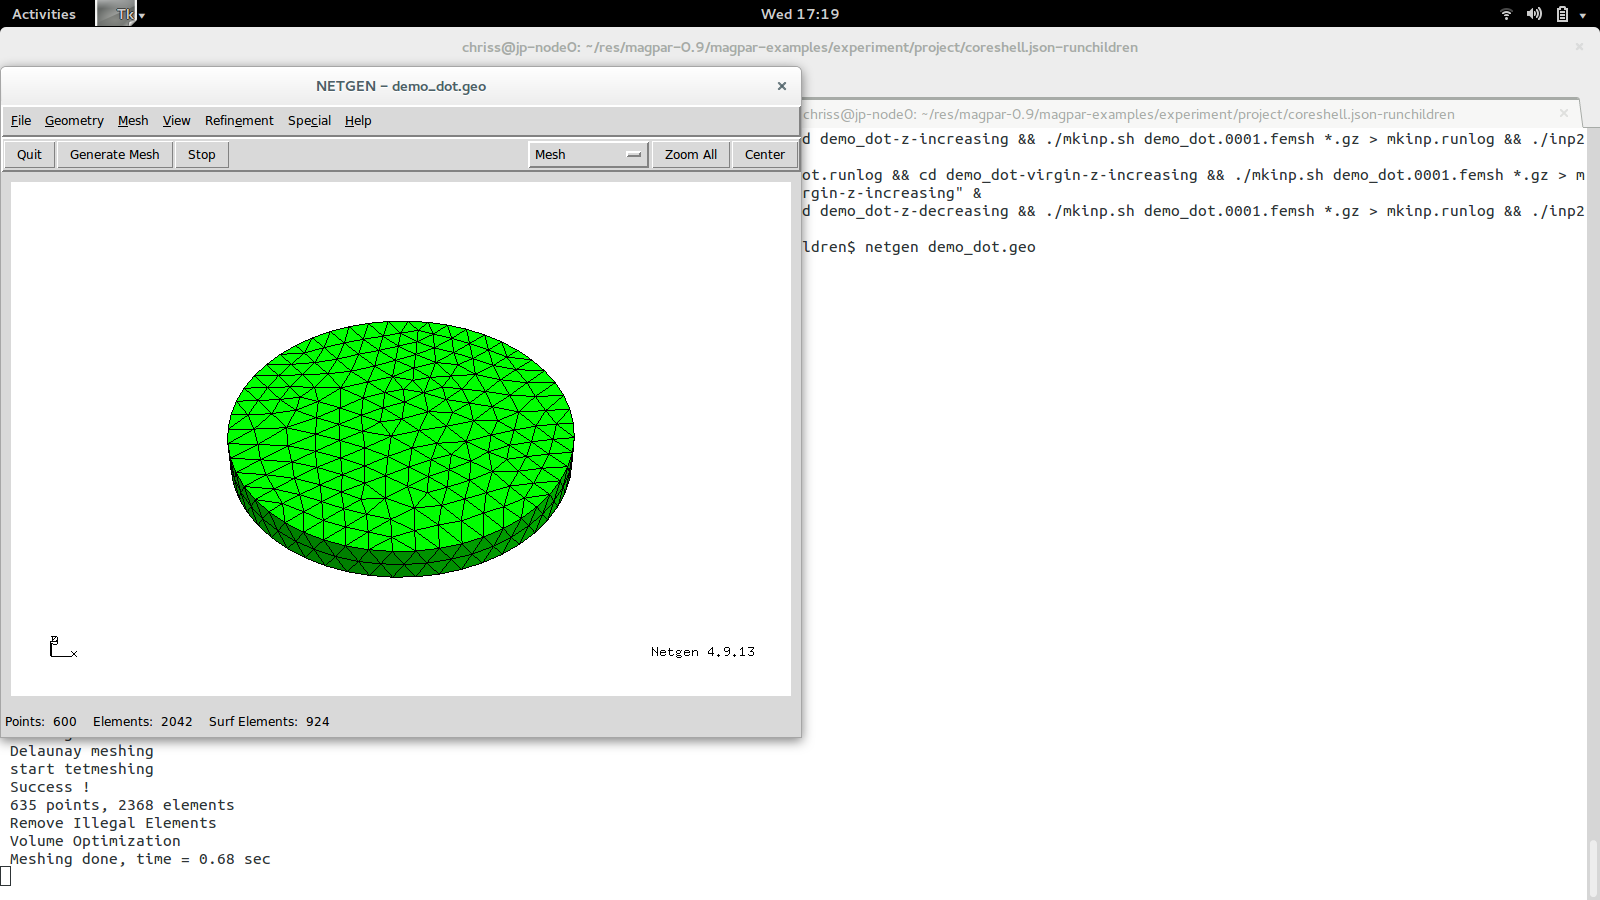 Activities Tk Wed 17:19
chriss@jp-node0: ~/res/magpar-0.9/magpar-examples/experiment/project/coreshell.json-runchildren
NETGEN - demo_dot.geo
chriss@jp-node0: ~/res/magpar-0.9/magpar-examples/experiment/project/coreshell.json-runchildren
File Geometry Mesh View Refinement Special Help
Quit Generate Mesh Stop Mesh Zoom All Center
d demo_dot-z-increasing && ./mkinp.sh demo_dot.0001.femsh *.gz > mkinp.runlog && ./inp2
ot.runlog && cd demo_dot-virgin-z-increasing && ./mkinp.sh demo_dot.0001.femsh *.gz > m
rgin-z-increasing" &
d demo_dot-z-decreasing && ./mkinp.sh demo_dot.0001.femsh *.gz > mkinp.runlog && ./inp2
ldren$ netgen demo_dot.geo
x
Netgen 4.9.13
Points: 600 Elements: 2042 Surf Elements: 924
Delaunay meshing
start tetmeshing
Success !
635 points, 2368 elements
Remove Illegal Elements
Volume Optimization
Meshing done, time = 0.68 sec